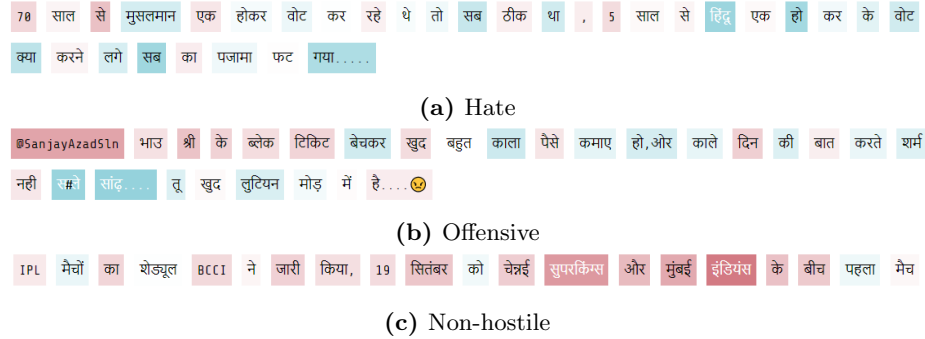 70 साल से मुसलमान एक होकर वोट कर रहे थे तो सब ठीक था , 5 साल से हिंदू एक हो कर के वोट
क्या करने लगे सब का पजामा फट गया.....
(a) Hate
@SanjayAzadSln भाउ श्री के ब्लेक टिकिट बेचकर खुद बहुत काला पैसे कमाए हो,ओर काले दिन की बात करते शर्म
नही # सांढ़.... तू खुद लुटियन मोड़ में है....😡
(b) Offensive
IPL मैचों का शेड्यूल BCCI ने जारी किया, 19 सितंबर को चेन्नई सुपरकिंग्स और मुंबई इंडियंस के बीच पहला मैच
(c) Non-hostile